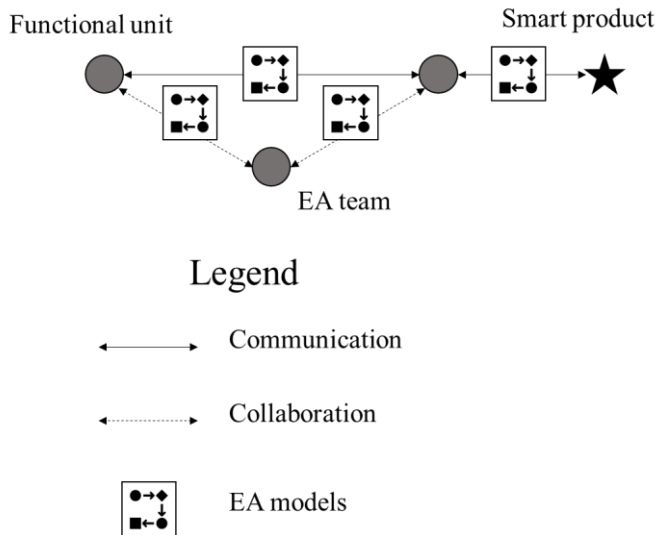 Functional unit
Smart product
EA team
Legend
Communication
Collaboration
EA models